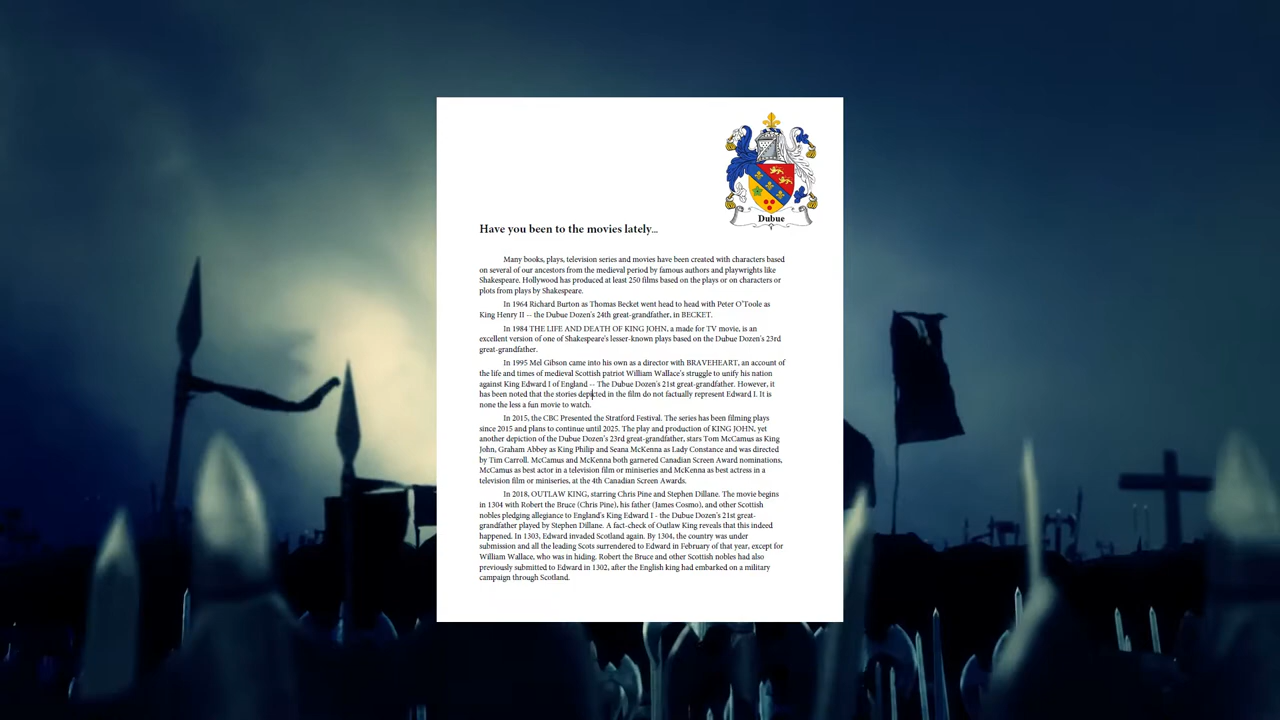 Dubue
Have you been to the movies lately...
Many books, plays, television series and movies have been created with characters based
on several of our ancestors from the medieval period by famous authors and playwrights like
Shakespeare. Hollywood has produced at least 250 films based on the plays or on characters or
plots from plays by Shakespeare.
In 1964 Richard Burton as Thomas Becket went head to head with Peter O'Toole as
King Henry II -- the Dubue Dozen's 24th great-grandfather, in BECKET.
In 1984 THE LIFE AND DEATH OF KING JOHN, a made for TV movie, is an
excellent version of one of Shakespeare's lesser-known plays based on the Dubue Dozen's 23rd
great-grandfather.
In 1995 Mel Gibson came into his own as a director with BRAVEHEART, an account of
the life and times of medieval Scottish patriot William Wallace's struggle to unify his nation
against King Edward I of England -- The Dubue Dozen's 21st great-grandfather. However, it
has been noted that the stories depicted in the film do not factually represent Edward I. It is
none the less a fun movie to watch.
In 2015, the CBC Presented the Stratford Festival. The series has been filming plays
since 2015 and plans to continue until 2025. The play and production of KING JOHN, yet
another depiction of the Dubue Dozen's 23rd great-grandfather, stars Tom McCamus as King
John, Graham Abbey as King Philip and Seana McKenna as Lady Constance and was directed
by Tim Carroll. McCamus and McKenna both garnered Canadian Screen Award nominations,
McCamus as best actor in a television film or miniseries and McKenna as best actress in a
television film or miniseries, at the 4th Canadian Screen Awards.
In 2018, OUTLAW KING, starring Chris Pine and Stephen Dillane. The movie begins
in 1304 with Robert the Bruce (Chris Pine), his father (James Cosmo), and other Scottish
nobles pledging allegiance to England's King Edward I - the Dubue Dozen's 21st great-
grandfather played by Stephen Dillane. A fact-check of Outlaw King reveals that this indeed
happened. In 1303, Edward invaded Scotland again. By 1304, the country was under
submission and all the leading Scots surrendered to Edward in February of that year, except for
William Wallace, who was in hiding. Robert the Bruce and other Scottish nobles had also
previously submitted to Edward in 1302, after the English king had embarked on a military
campaign through Scotland.